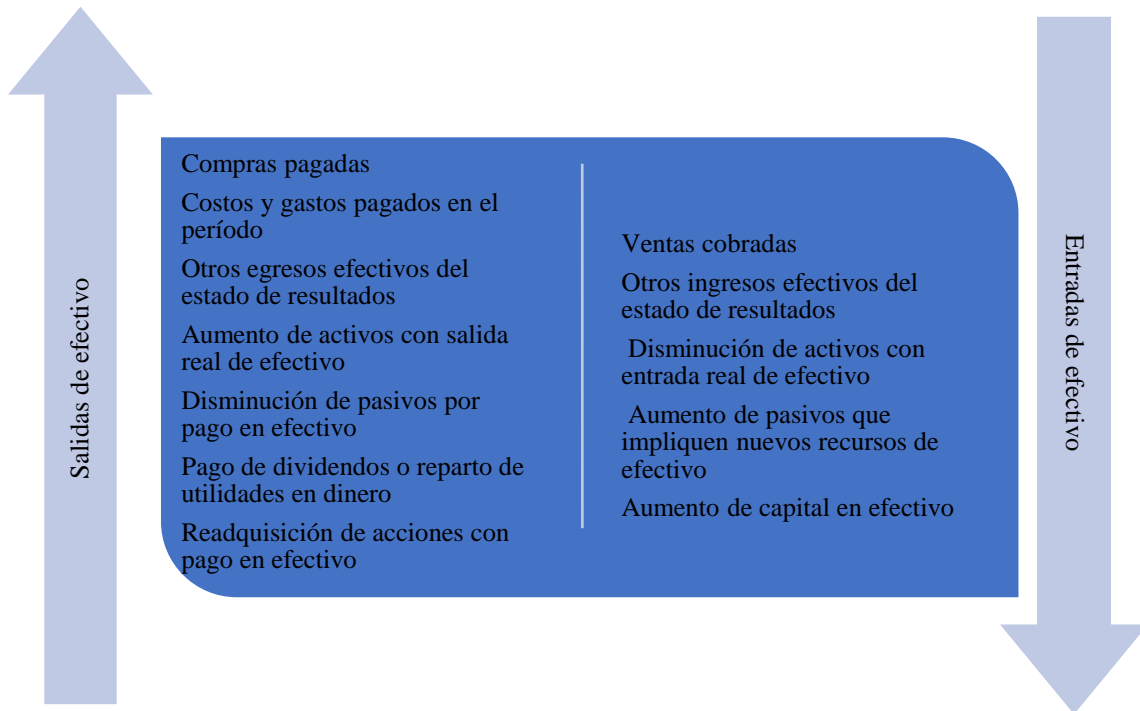 Salidas de efectivo
Compras pagadas
Costos y gastos pagados en el
período
Otros egresos efectivos del
estado de resultados
Aumento de activos con salida
real de efectivo
Disminución de pasivos por
pago en efectivo
Pago de dividendos o reparto de
utilidades en dinero
Readquisición de acciones con
pago en efectivo
Ventas cobradas
Otros ingresos efectivos del
estado de resultados
Disminución de activos con
entrada real de efectivo
Aumento de pasivos que
impliquen nuevos recursos de
efectivo
Aumento de capital en efectivo
Entradas de efectivo